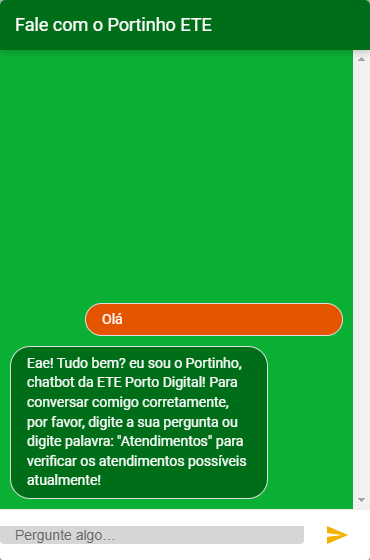 Fale com o Portinho ETE
Olá
Eae! Tudo bem? eu sou o Portinho,
chatbot da ETE Porto Digital! Para
conversar comigo corretamente,
por favor, digite a sua pergunta ou
digite palavra: "Atendimentos" para
verificar os atendimentos possíveis
atualmente!
Pergunte algo...